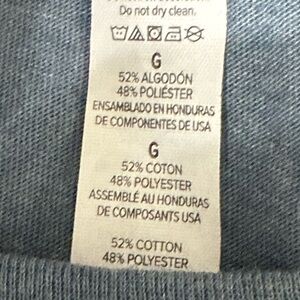 Do not dry clean.
G
52% ALGODÓN
48% POLIÉSTER
ENSAMBLADO EN HONDURAS
DE COMPONENTES DE USA
G
52% COTON
48% POLYESTER
ASSEMBLÉ AU HONDURAS
DE COMPOSANTS USA
52% COTTON
48% POLYESTER